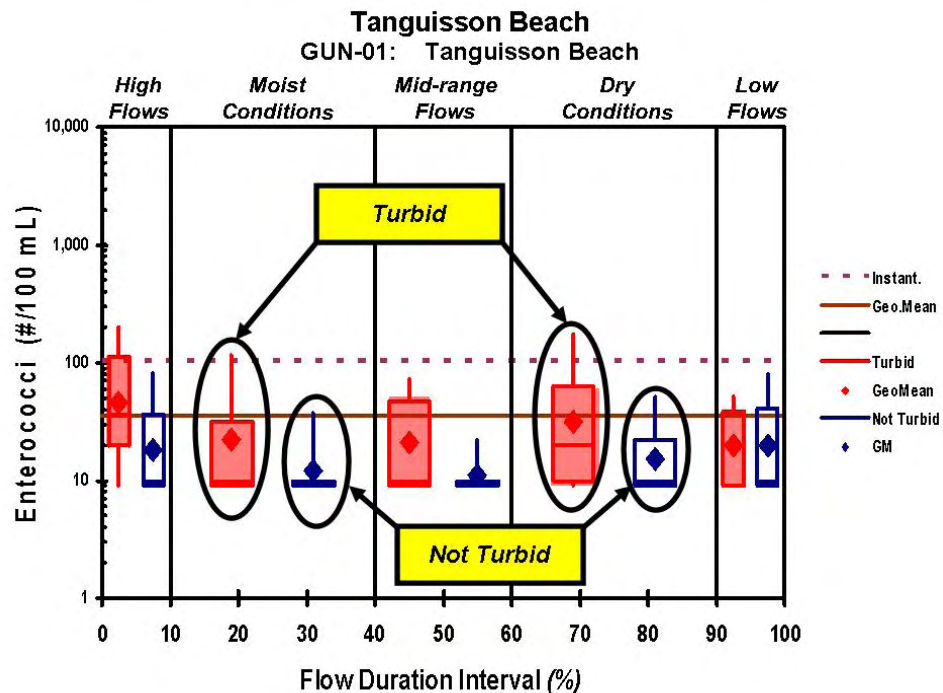 Tanguisson Beach
GUN-01: Tanguisson Beach
High Flows
Moist Conditions
Mid-range Flows
Dry Conditions
Low Flows
10,000
1,000
100
10
1
Enterococci (#/100 mL)
Turbid
Not Turbid
0 10 20 30 40 50 60 70 80 90 100
Flow Duration Interval (%)
Instant.
Geo.Mean
Turbid
GeoMean
Not Turbid
GM